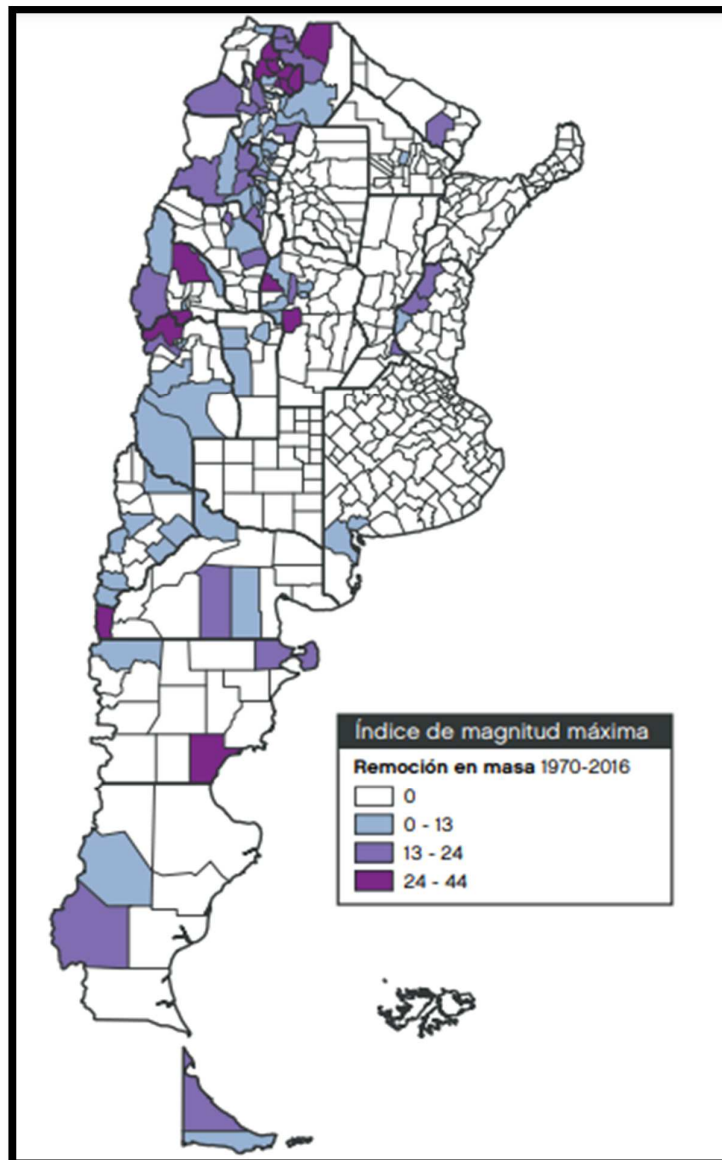 Índice de magnitud máxima
Remoción en masa 1970-2016
0
0 - 13
13 - 24
24 - 44